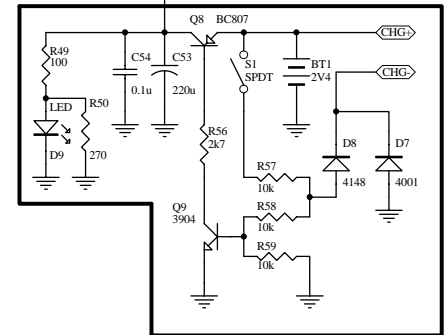 Q8 BC807
CHG+
R49
100
C54
C53
S1
SPDT
BT1
2V4
CHG-
0.1u
220u
LED
R50
R56
2k7
D9
270
R57
10k
D8
D7
4148
4001
Q9
3904
R58
10k
R59
10k